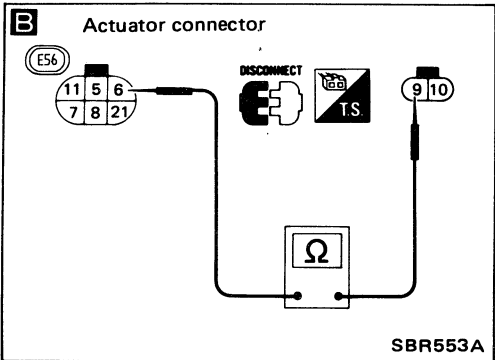 B Actuator connector
E56
DISCONNECT
T.S.
11 5 6
7 8 21
9 10
Ω
SBR553A